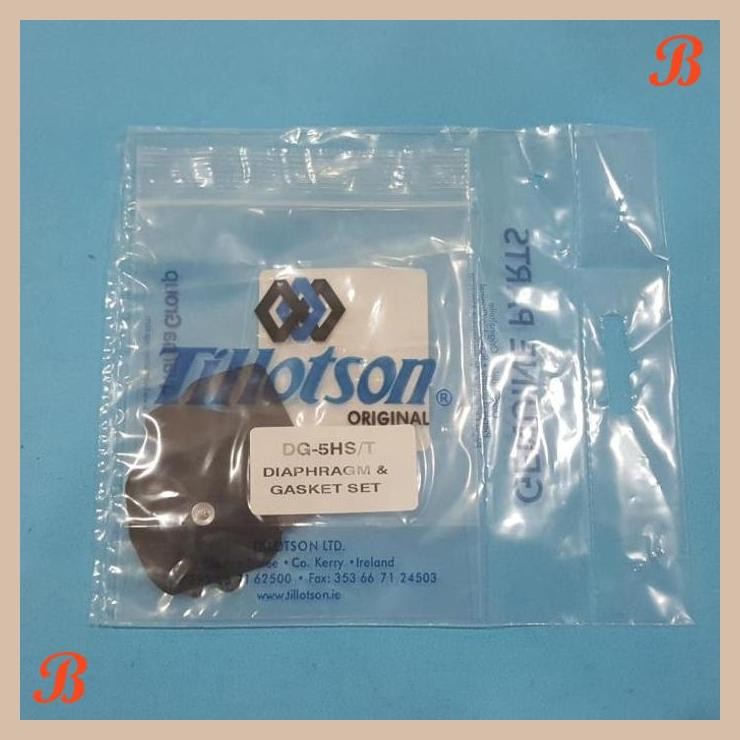 B
Tillotson®
ORIGINAL
DG-5HS/T
DIAPHRAGM &
GASKET SET
TILLOTSON LTD.
• Co. Kerry • Ireland
62500 • Fax: 353 66 71 24503
www.tillotson.ie
GENUINE PARTS
Group
B